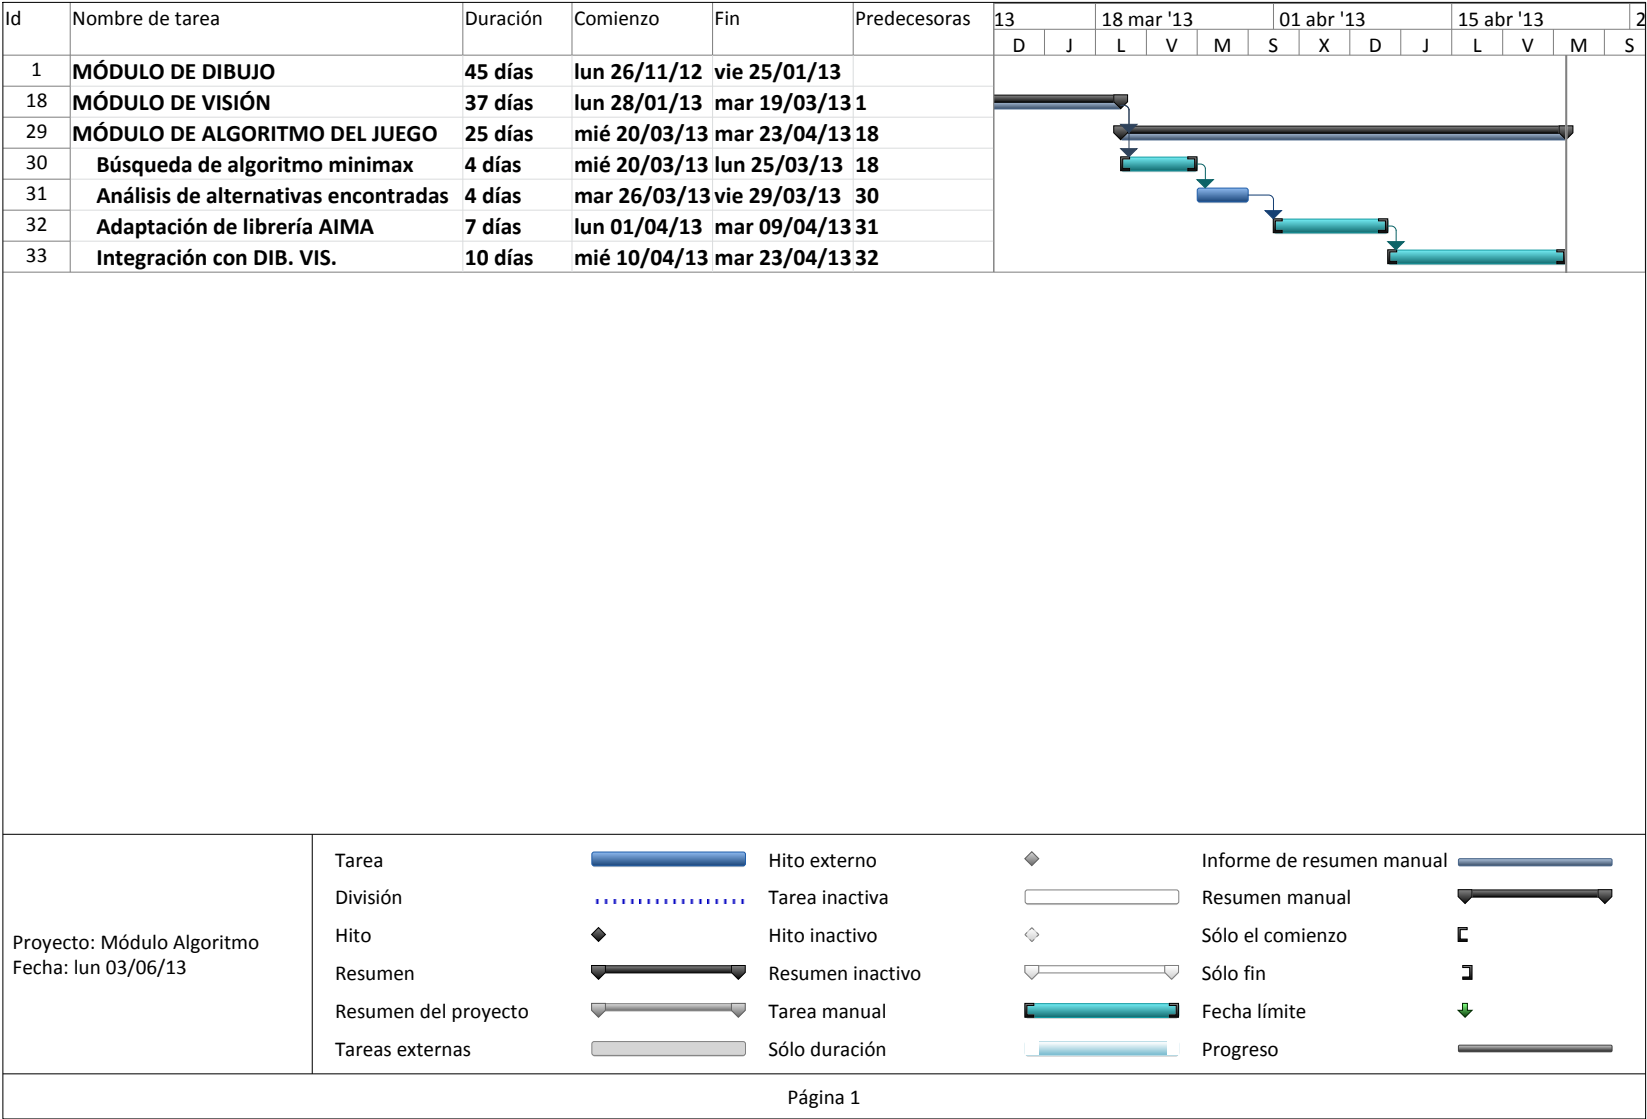 Id Nombre de tarea Duración Comienzo Fin Predecesoras 13 18 mar '13 01 abr '13 15 abr '13 2
D J L V M S X D J L V M S
1 MÓDULO DE DIBUJO 45 días lun 26/11/12 vie 25/01/13
18 MÓDULO DE VISIÓN 37 días lun 28/01/13 mar 19/03/13 1
29 MÓDULO DE ALGORITMO DEL JUEGO 25 días mié 20/03/13 mar 23/04/13 18
30 Búsqueda de algoritmo minimax 4 días mié 20/03/13 lun 25/03/13 18
31 Análisis de alternativas encontradas 4 días mar 26/03/13 vie 29/03/13 30
32 Adaptación de librería AIMA 7 días lun 01/04/13 mar 09/04/13 31
33 Integración con DIB. VIS. 10 días mié 10/04/13 mar 23/04/13 32
Proyecto: Módulo Algoritmo
Fecha: lun 03/06/13
Tarea
División
Hito
Resumen
Resumen del proyecto
Tareas externas
Hito externo
Tarea inactiva
Hito inactivo
Resumen inactivo
Tarea manual
Sólo duración
Informe de resumen manual
Resumen manual
Sólo el comienzo
Sólo fin
Fecha límite
Progreso
Página 1